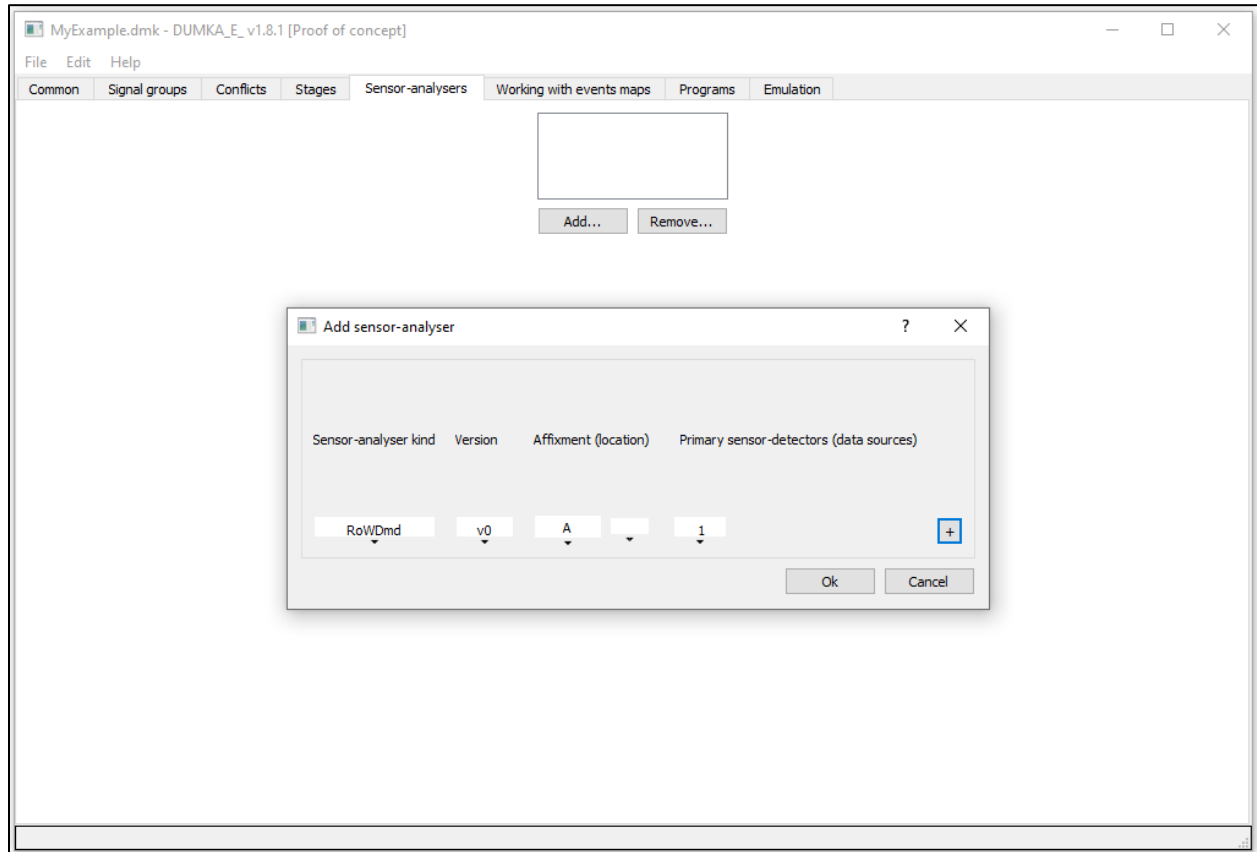 MyExample.dmk - DUMKA_E_ v1.8.1 [Proof of concept]
File Edit Help
Common Signal groups Conflicts Stages Sensor-analysers Working with events maps Programs Emulation
Add... Remove...
Add sensor-analyser ?
Sensor-analyser kind Version Affixment (location) Primary sensor-detectors (data sources)
RoWDmd v0 A 1 +
Ok Cancel